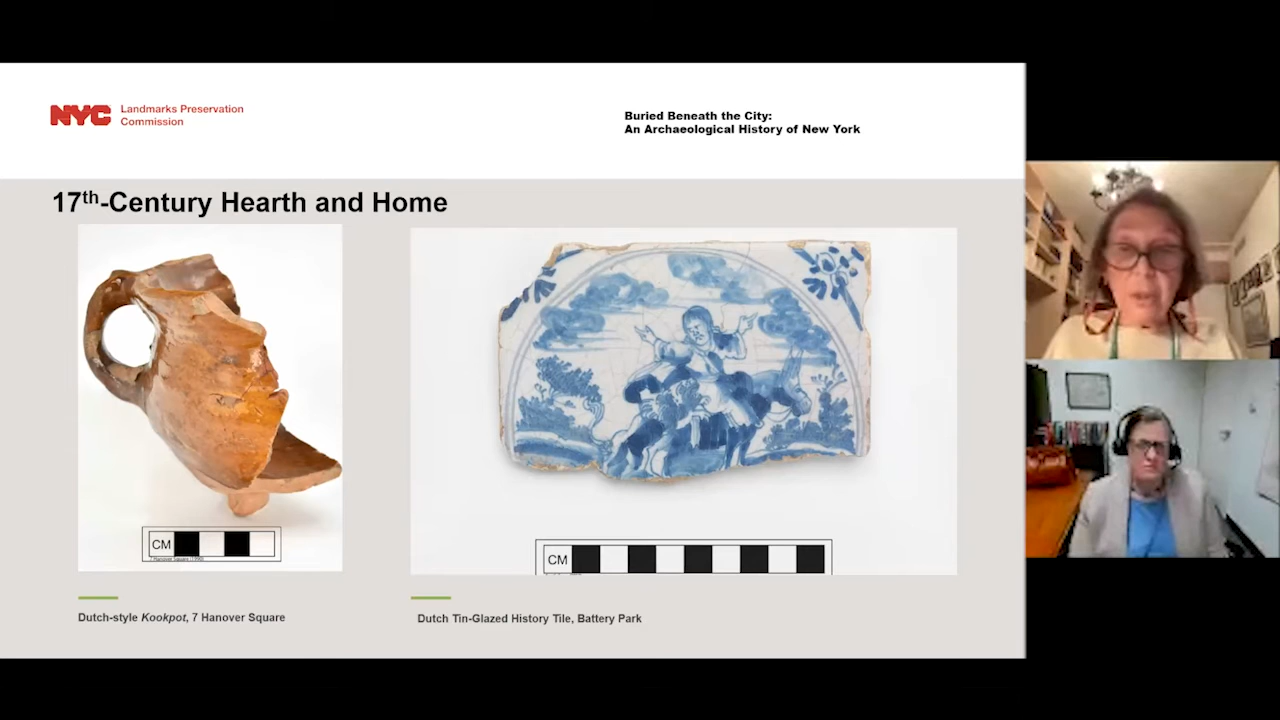 NYC
Landmarks Preservation
Commission
Buried Beneath the City:
An Archaeological History of New York
17th-Century Hearth and Home
CM
CM
Dutch-style Kookpot, 7 Hanover Square
Dutch Tin-Glazed History Tile, Battery Park